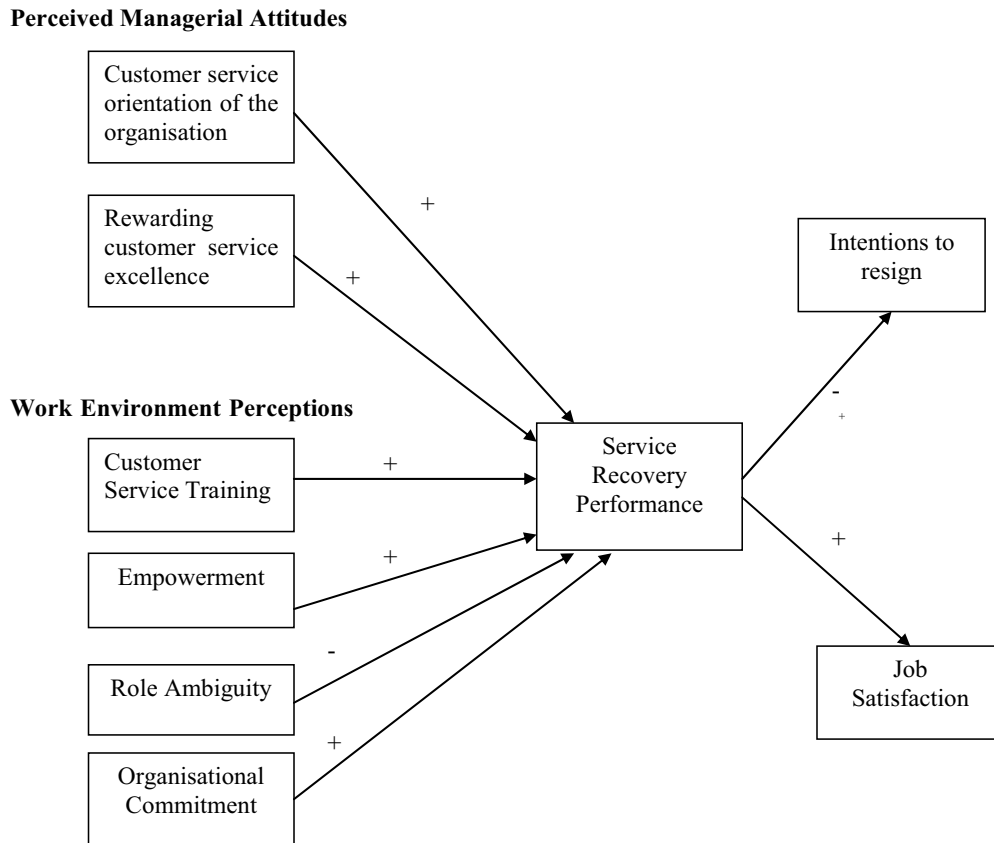 Perceived Managerial Attitudes
Customer service
orientation of the
organisation
+
Rewarding
customer service
excellence
+
Intentions to
resign
-
+
Work Environment Perceptions
Customer
Service Training
+
Service
Recovery
Performance
Empowerment
+
+
Role Ambiguity
-
Job
Satisfaction
Organisational
Commitment
+